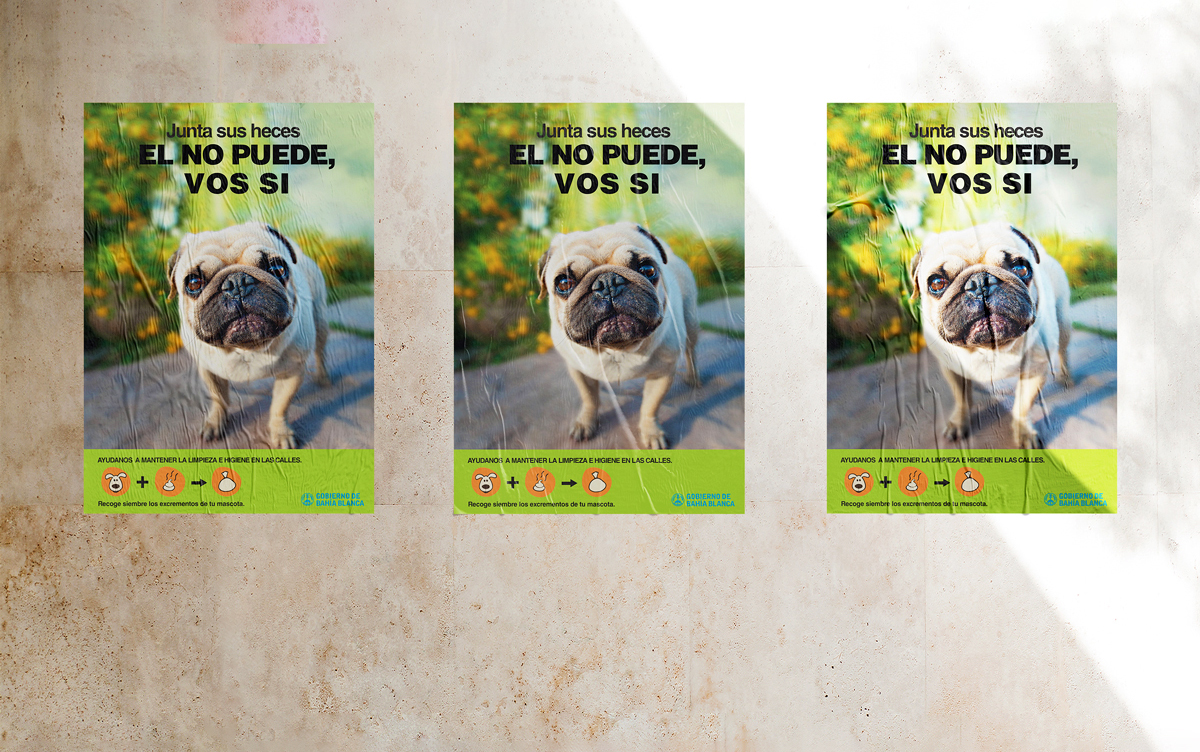 Junta sus heces
EL NO PUEDE,
VOS SI
AYUDANOS A MANTENER LA LIMPIEZA E HIGIENE EN LAS CALLES.
+
Recoge siembre los excrementos de tu mascota.
GOBIERNO DE
BAHIA BLANCA
Junta sus heces
EL NO PUEDE,
VOS SI
AYUDANOS A MANTENER LA LIMPIEZA E HIGIENE EN LAS CALLES.
+
Recoge siembre los excrementos de tu mascota.
GOBIERNO DE
BAHIA BLANCA
Junta sus heces
EL NO PUEDE,
VOS SI
AYUDANOS A MANTENER LA LIMPIEZA E HIGIENE EN LAS CALLES.
+
Recoge siembre los excrementos de tu mascota.
GOBIERNO DE
BAHIA BLANCA